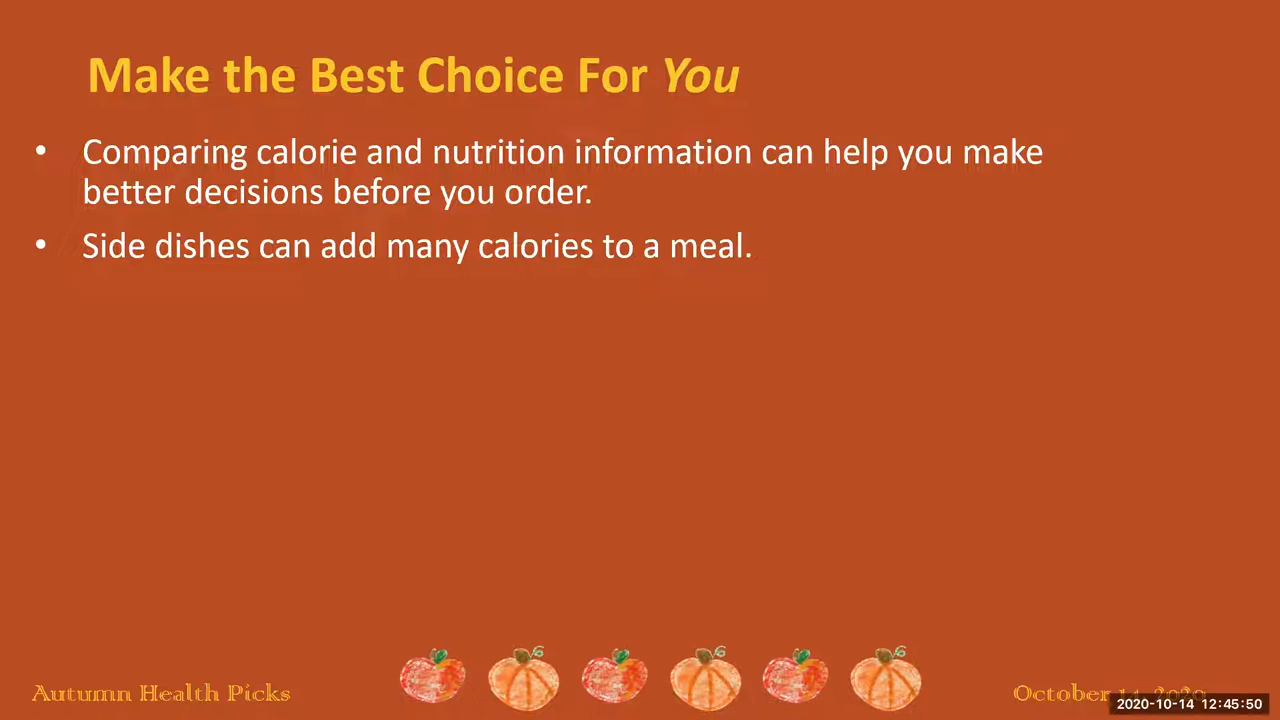 Make the Best Choice For You
• Comparing calorie and nutrition information can help you make
better decisions before you order.
• Side dishes can add many calories to a meal.
Autumn Health Picks
October 14, 2020
2020-10-14 12:45:50